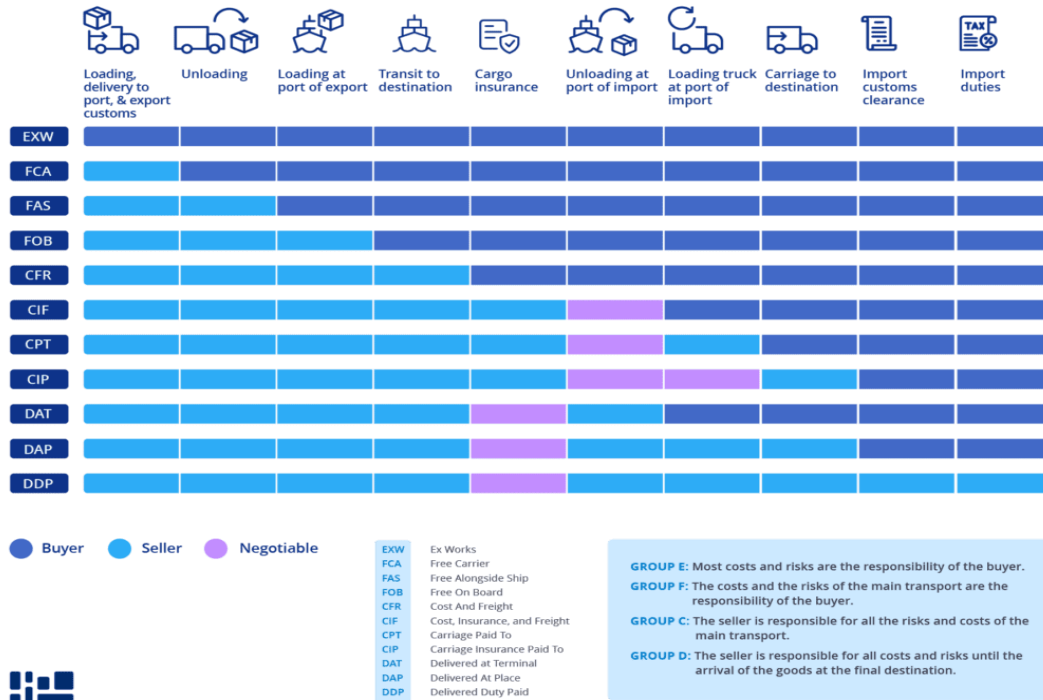 Loading,
delivery to
port, & export
customs
Unloading
Loading at
port of export
Transit to
destination
Cargo
insurance
Unloading at
port of import
Loading truck
at port of
import
Carriage to
destination
Import
customs
clearance
TAX
Import
duties
EXW
FCA
FAS
FOB
CFR
CIF
CPT
CIP
DAT
DAP
DDP
Buyer
Seller
Negotiable
EXW Ex Works
FCA Free Carrier
FAS Free Alongside Ship
FOB Free On Board
CFR Cost And Freight
CIF Cost, Insurance, and Freight
CPT Carriage Paid To
CIP Carriage Insurance Paid To
DAT Delivered at Terminal
DAP Delivered At Place
DDP Delivered Duty Paid
GROUP E: Most costs and risks are the responsibility of the buyer.
GROUP F: The costs and the risks of the main transport are the
responsibility of the buyer.
GROUP C: The seller is responsible for all the risks and costs of the
main transport.
GROUP D: The seller is responsible for all costs and risks until the
arrival of the goods at the final destination.